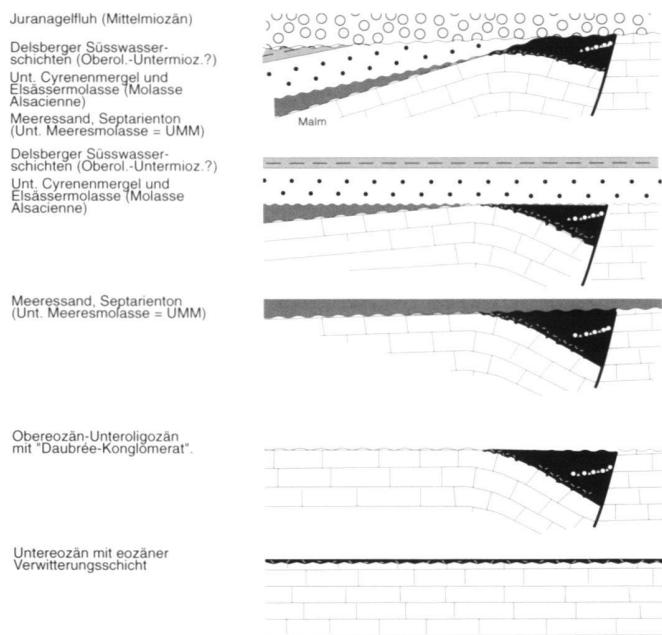 Juranagelfluh (Mittelmiozän)
Delsberger Süsswasser-
schichten (Oberol.-Untermioz.?)
Unt. Cyrenenmergel und
Elsässermolasse (Molasse
Alsacienne)
Meeressand, Septarienton
(Unt. Meeresmolasse = UMM)
Malm
Delsberger Süsswasser-
schichten (Oberol.-Untermioz.?)
Unt. Cyrenenmergel und
Elsässermolasse (Molasse
Alsacienne)
Meeressand, Septarienton
(Unt. Meeresmolasse = UMM)
Obereozän-Unteroligozän
mit "Daubrée-Konglomerat".
Untereozän mit eozäner
Verwitterungsschicht